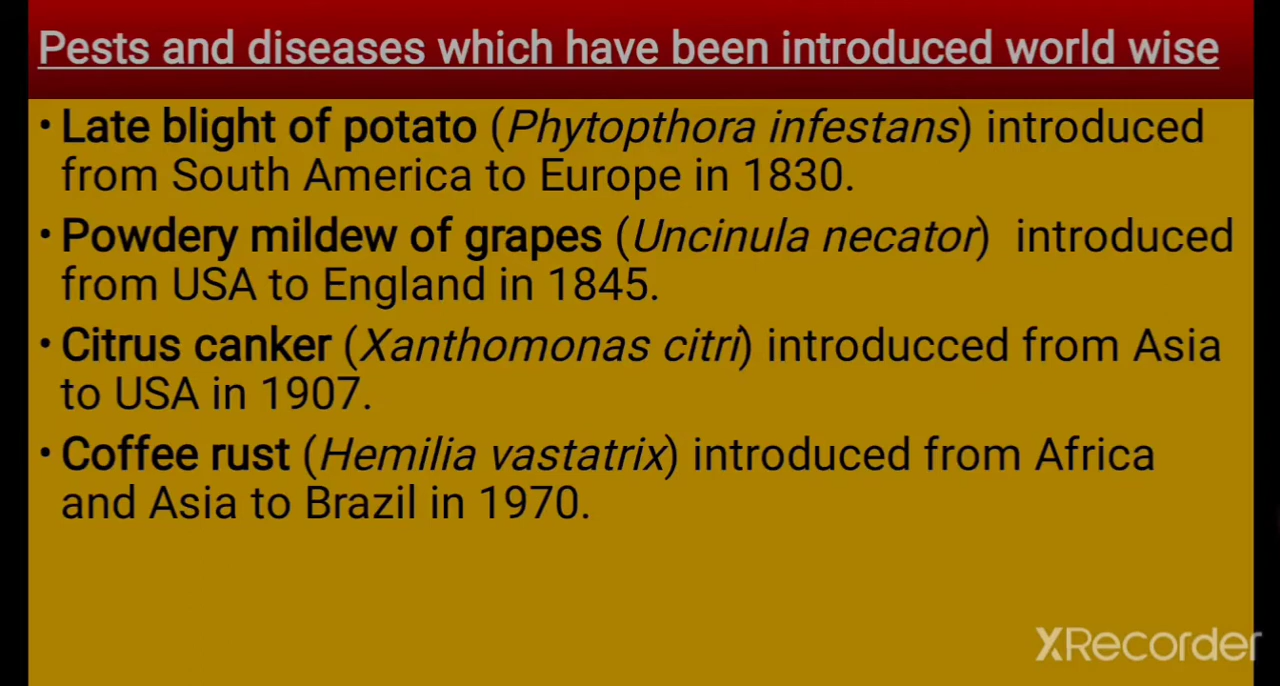 Pests and diseases which have been introduced world wise
• Late blight of potato (Phytopthora infestans) introduced
from South America to Europe in 1830.
• Powdery mildew of grapes (Uncinula necator) introduced
from USA to England in 1845.
• Citrus canker (Xanthomonas citri) introducced from Asia
to USA in 1907.
• Coffee rust (Hemilia vastatrix) introduced from Africa
and Asia to Brazil in 1970.
XRecorder